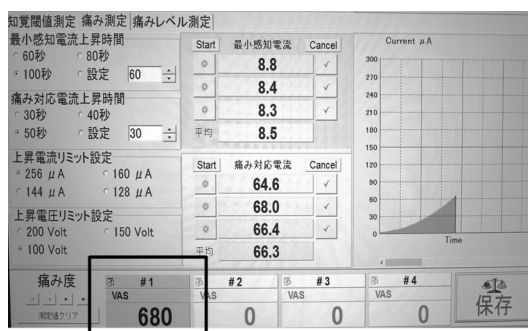 知覚閾値測定 痛み測定 痛みレベル測定
最小感知電流上昇時間
60秒 80秒
100秒 設定 60
痛み対応電流上昇時間
30秒 40秒
50秒 設定 30
上昇電流リミット設定
256 μA 160 μA
144 μA 128 μA
上昇電圧リミット設定
200 Volt 150 Volt
100 Volt
Start 最小感知電流 Cancel
8.8
8.4
8.3
平均 8.5
Start 痛み対応電流 Cancel
64.6
68.0
66.4
平均 66.3
Current μA
300
270
240
210
180
150
120
90
60
30
0
Time
痛み度
測定値クリア
#1
VAS
680
#2
VAS
0
#3
VAS
0
#4
VAS
0
保存